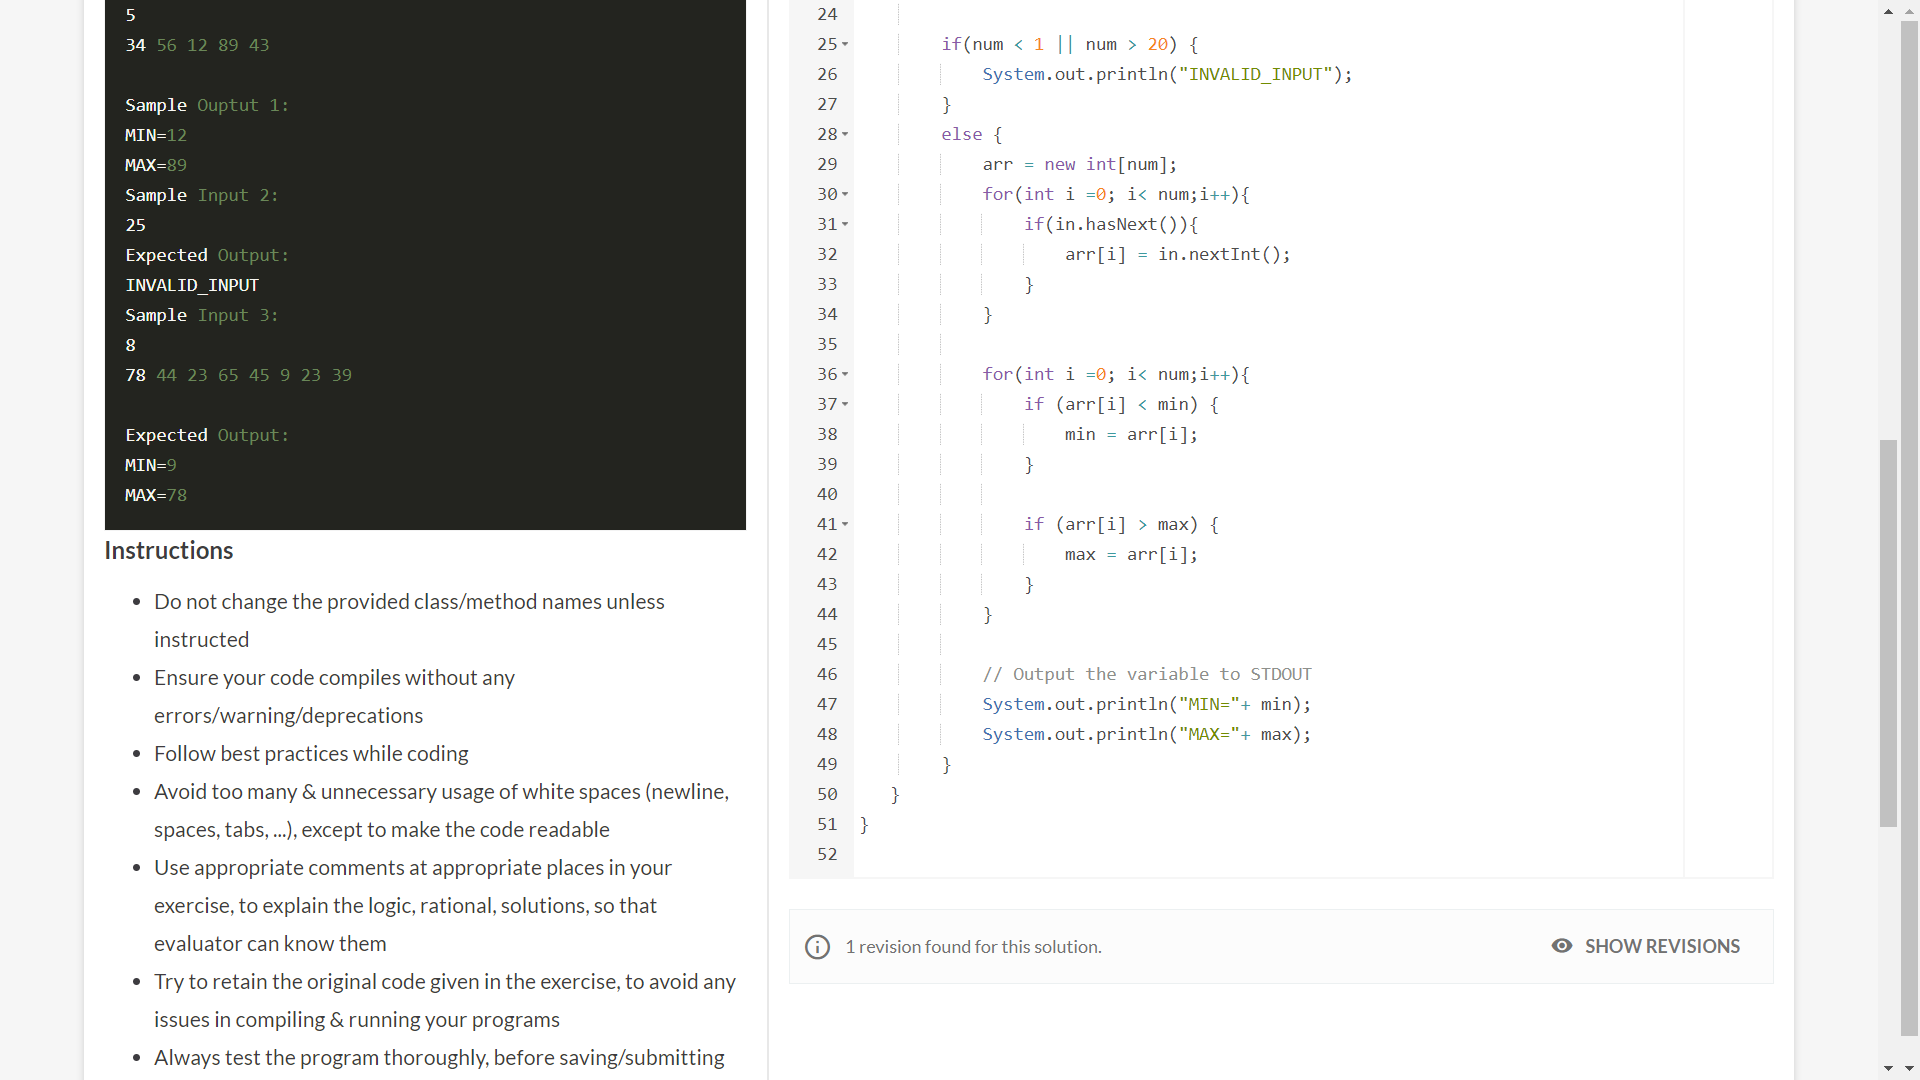 5
34 56 12 89 43
Sample Ouptut 1:
MIN=12
MAX=89
Sample Input 2:
25
Expected Output:
INVALID_INPUT
Sample Input 3:
8
78 44 23 65 45 9 23 39
Expected Output:
MIN=9
MAX=78
Instructions
• Do not change the provided class/method names unless
instructed
• Ensure your code compiles without any
errors/warning/deprecations
• Follow best practices while coding
• Avoid too many & unnecessary usage of white spaces (newline,
spaces, tabs, ...), except to make the code readable
• Use appropriate comments at appropriate places in your
exercise, to explain the logic, rational, solutions, so that
evaluator can know them
• Try to retain the original code given in the exercise, to avoid any
issues in compiling & running your programs
• Always test the program thoroughly, before saving/submitting
24
25 if(num < 1 || num > 20) {
26 System.out.println("INVALID_INPUT");
27 }
28 else {
29 arr = new int[num];
30 for(int i =0; i< num;i++){
31 if(in.hasNext()){
32 arr[i] = in.nextInt();
33 }
34 }
35
36 for(int i =0; i< num;i++){
37 if (arr[i] < min) {
38 min = arr[i];
39 }
40
41 if (arr[i] > max) {
42 max = arr[i];
43 }
44 }
45
46 // Output the variable to STDOUT
47 System.out.println("MIN="+ min);
48 System.out.println("MAX="+ max);
49 }
50 }
51 }
52
1 revision found for this solution.
SHOW REVISIONS